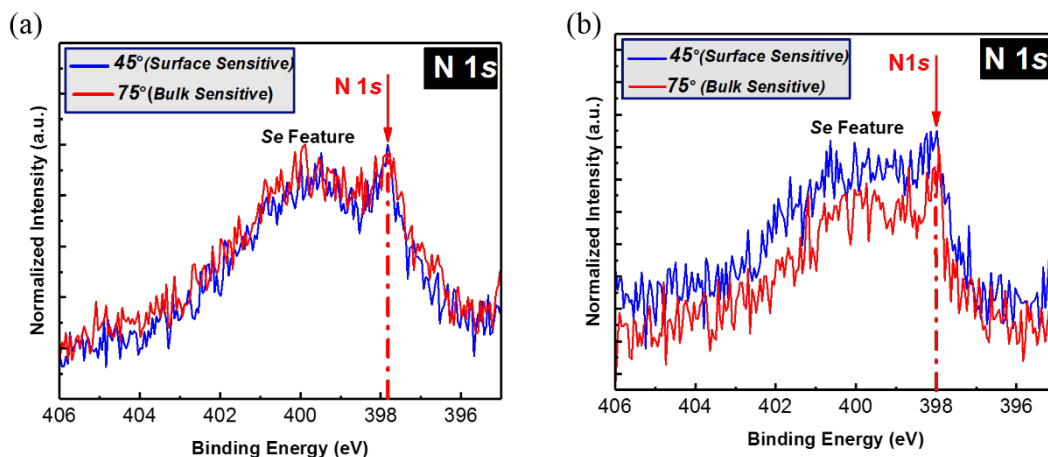 (a)
45°(Surface Sensitive)
75°(Bulk Sensitive)
N 1s
N 1s
Se Feature
Normalized Intensity (a.u.)
406 404 402 400 398 396
Binding Energy (eV)
(b)
45° (Surface Sensitive)
75° (Bulk Sensitive)
N 1s
N1s
Se Feature
Normalized Intensity (a.u.)
406 404 402 400 398 396
Binding Energy (eV)